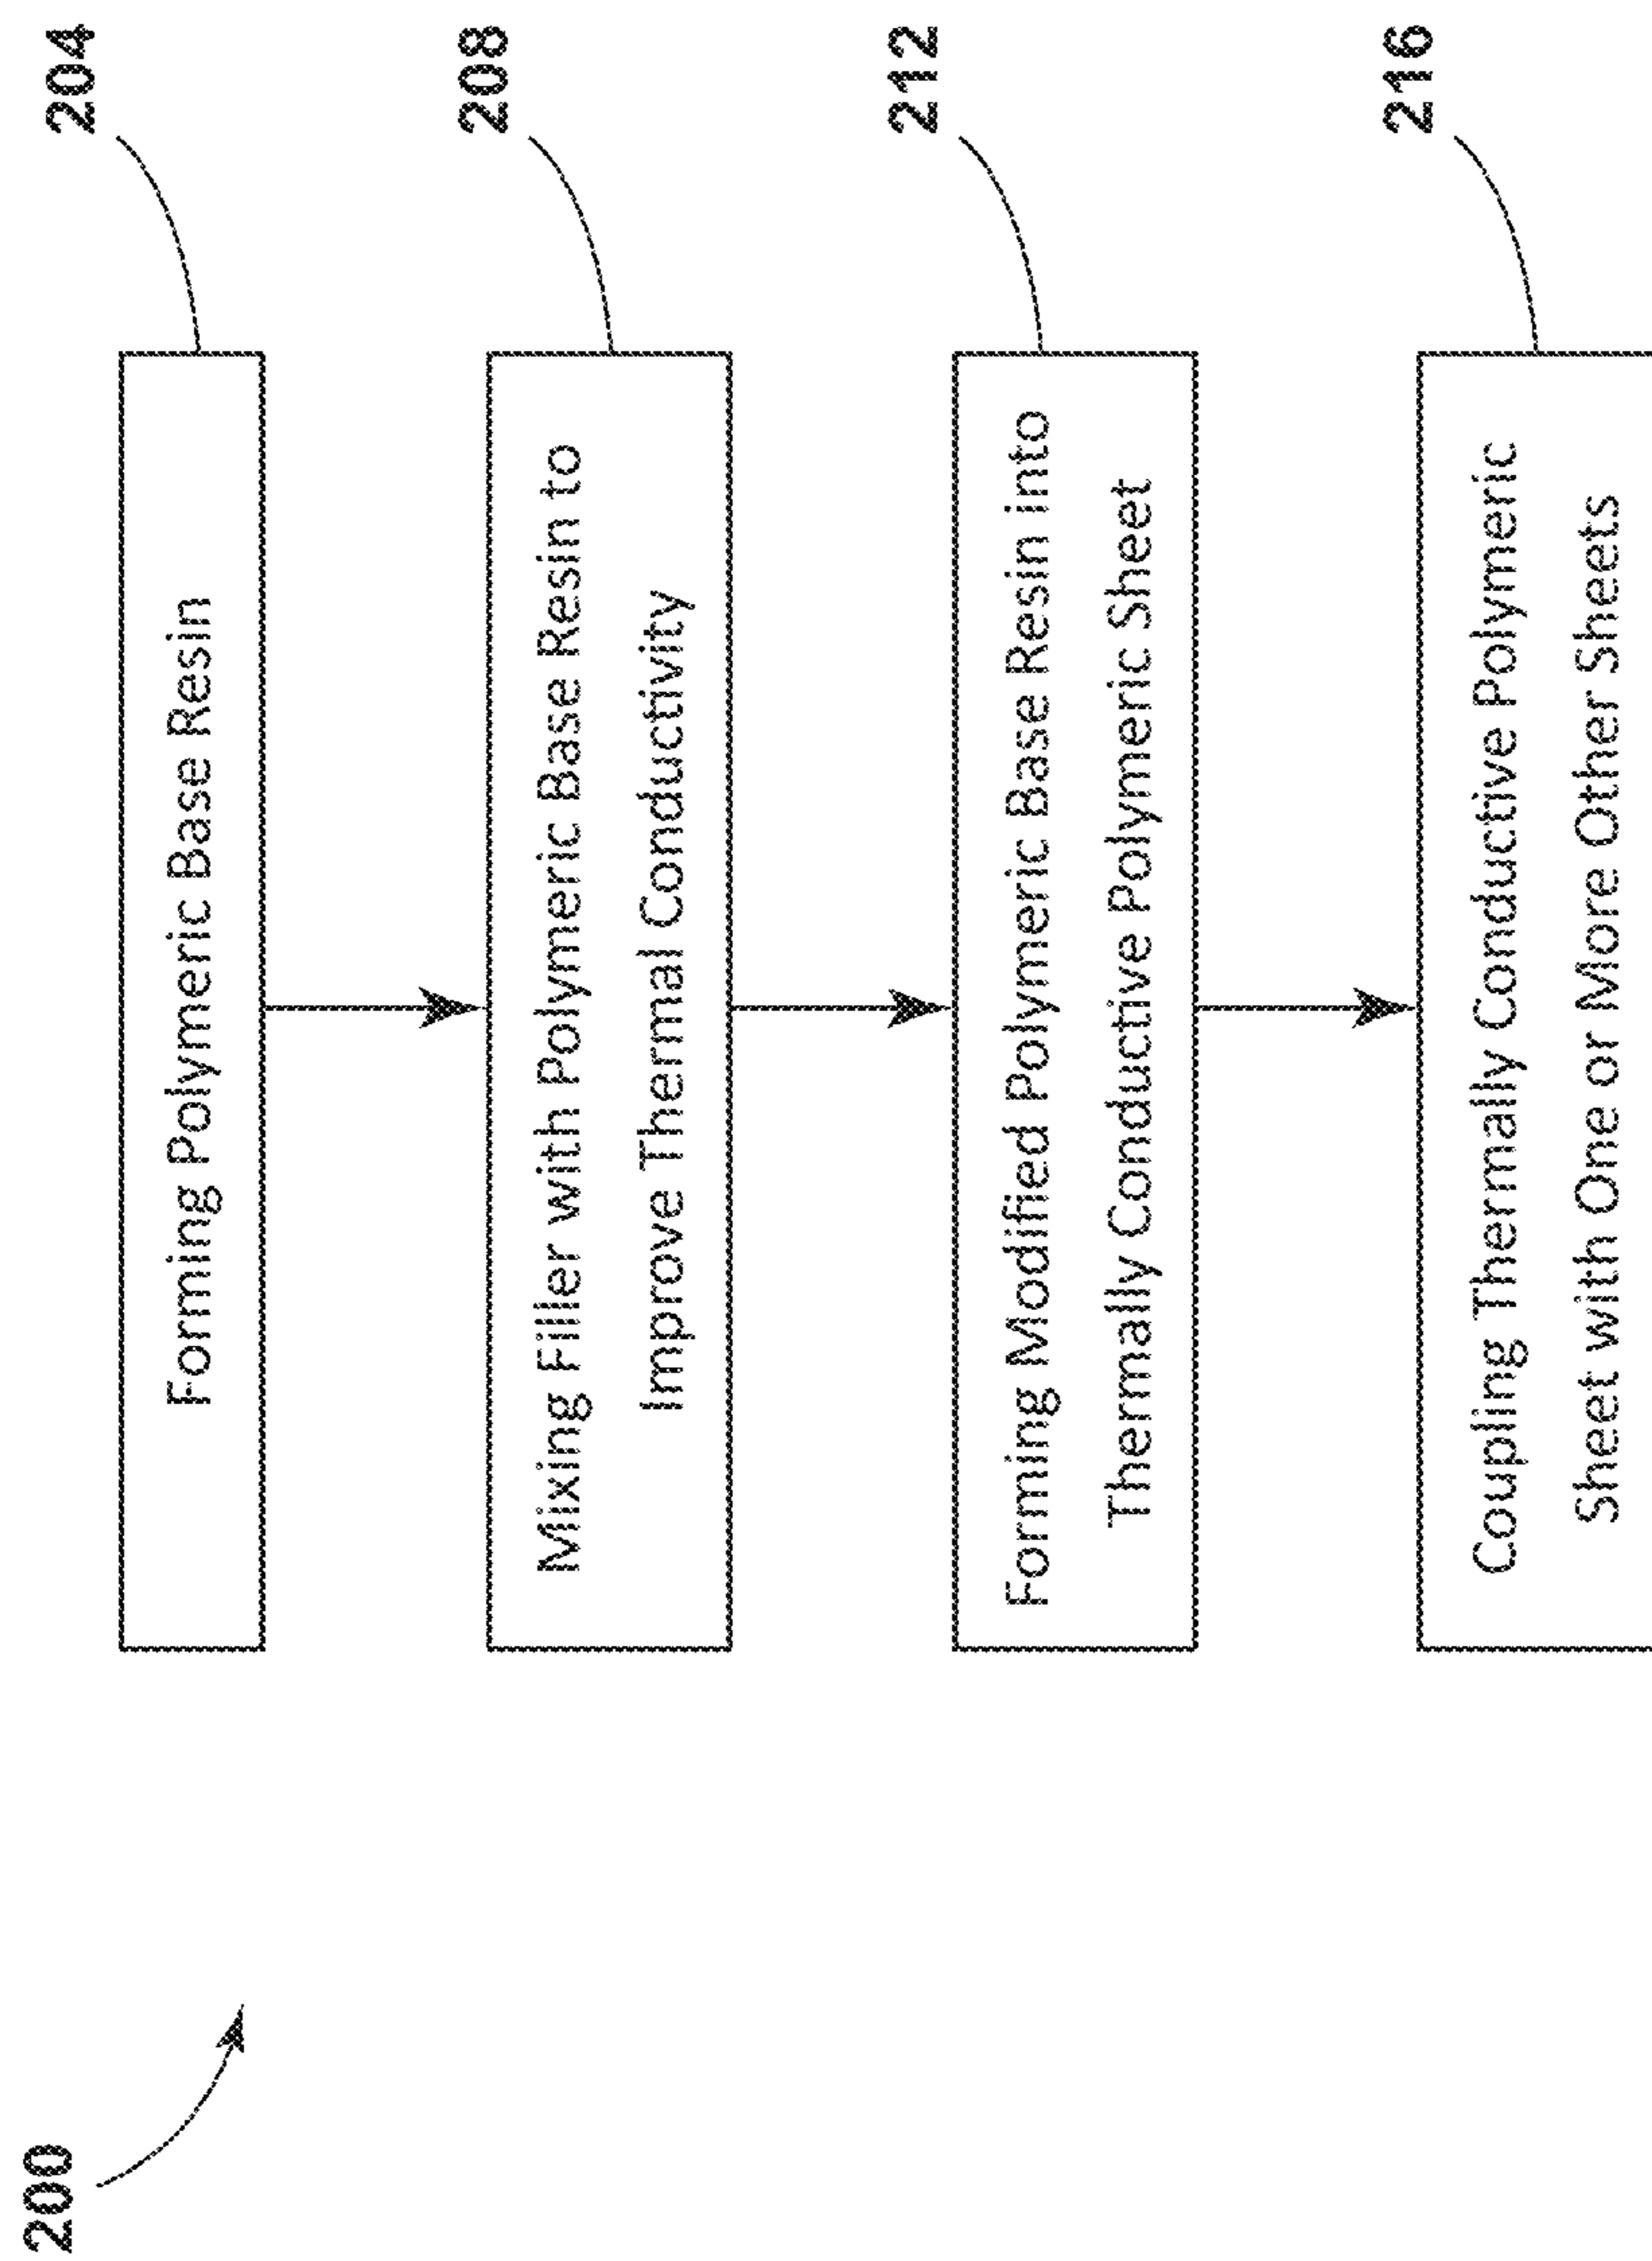 200
204
Forming Polymeric Base Resin
208
Mixing Filler with Polymeric Base Resin to
Improve Thermal Conductivity
212
Forming Modified Polymeric Base Resin into
Thermally Conductive Polymeric Sheet
216
Coupling Thermally Conductive Polymeric
Sheet with One or More Other Sheets